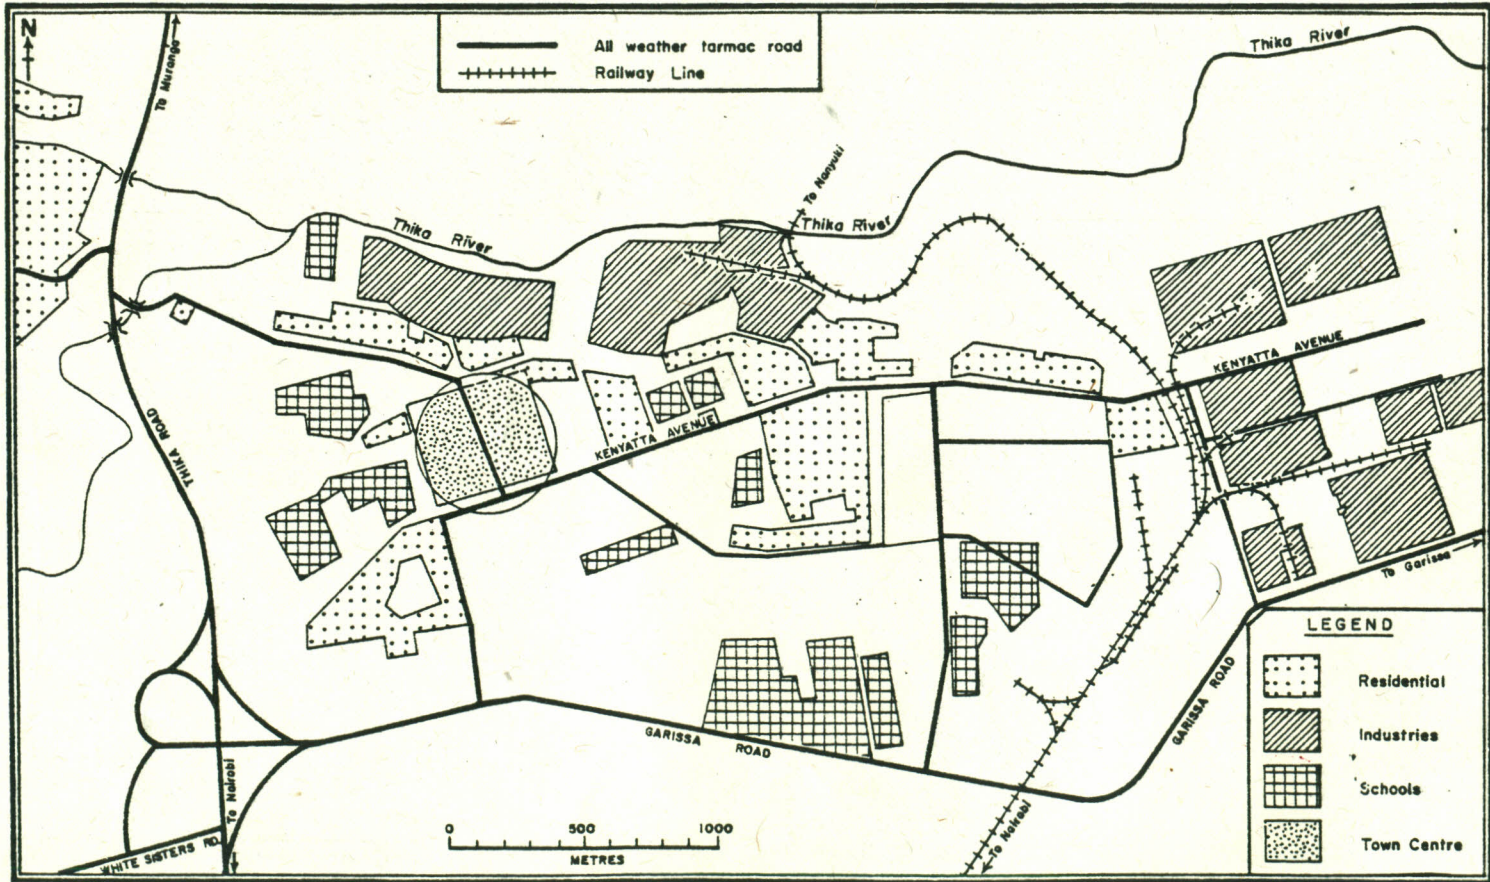 N
To Muranga
All weather tarmac road
Railway Line
Thika River
To Nanyuki
Thika River
Thika River
KENYATTA AVENUE
KENYATTA AVENUE
THIKA ROAD
To Garissa
GARISSA ROAD
GARISSA ROAD
To Nairobi
WHITE SISTERS RD.
To Nairobi
0 500 1000
METRES
LEGEND
Residential
Industries
Schools
Town Centre